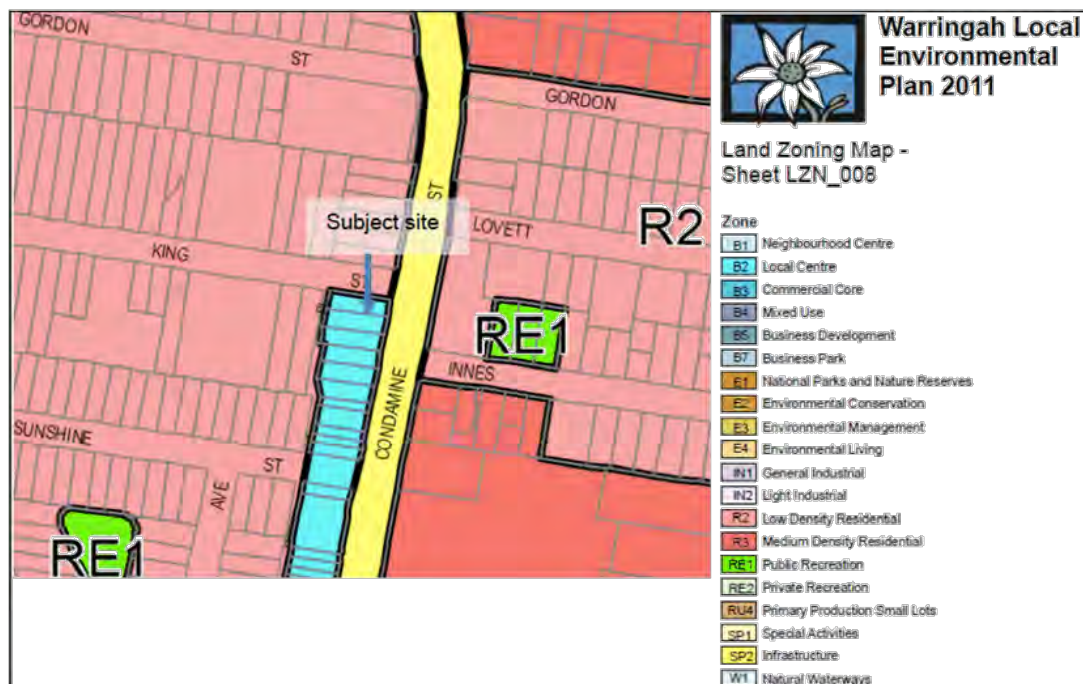 GORDON
ST
GORDON
ST
Subject site
LOVETT
R2
KING
ST
RE1
INNES
CONDAMINE
SUNSHINE
ST
AVE
RE1
Warringah Local
Environmental
Plan 2011
Land Zoning Map -
Sheet LZN_008
Zone
B1 Neighbourhood Centre
B2 Local Centre
B3 Commercial Core
B4 Mixed Use
B5 Business Development
B7 Business Park
E1 National Parks and Nature Reserves
E2 Environmental Conservation
E3 Environmental Management
E4 Environmental Living
IN1 General Industrial
IN2 Light Industrial
R2 Low Density Residential
R3 Medium Density Residential
RE1 Public Recreation
RE2 Private Recreation
RU4 Primary Production Small Lots
SP1 Special Activities
SP2 Infrastructure
W1 Natural Waterways